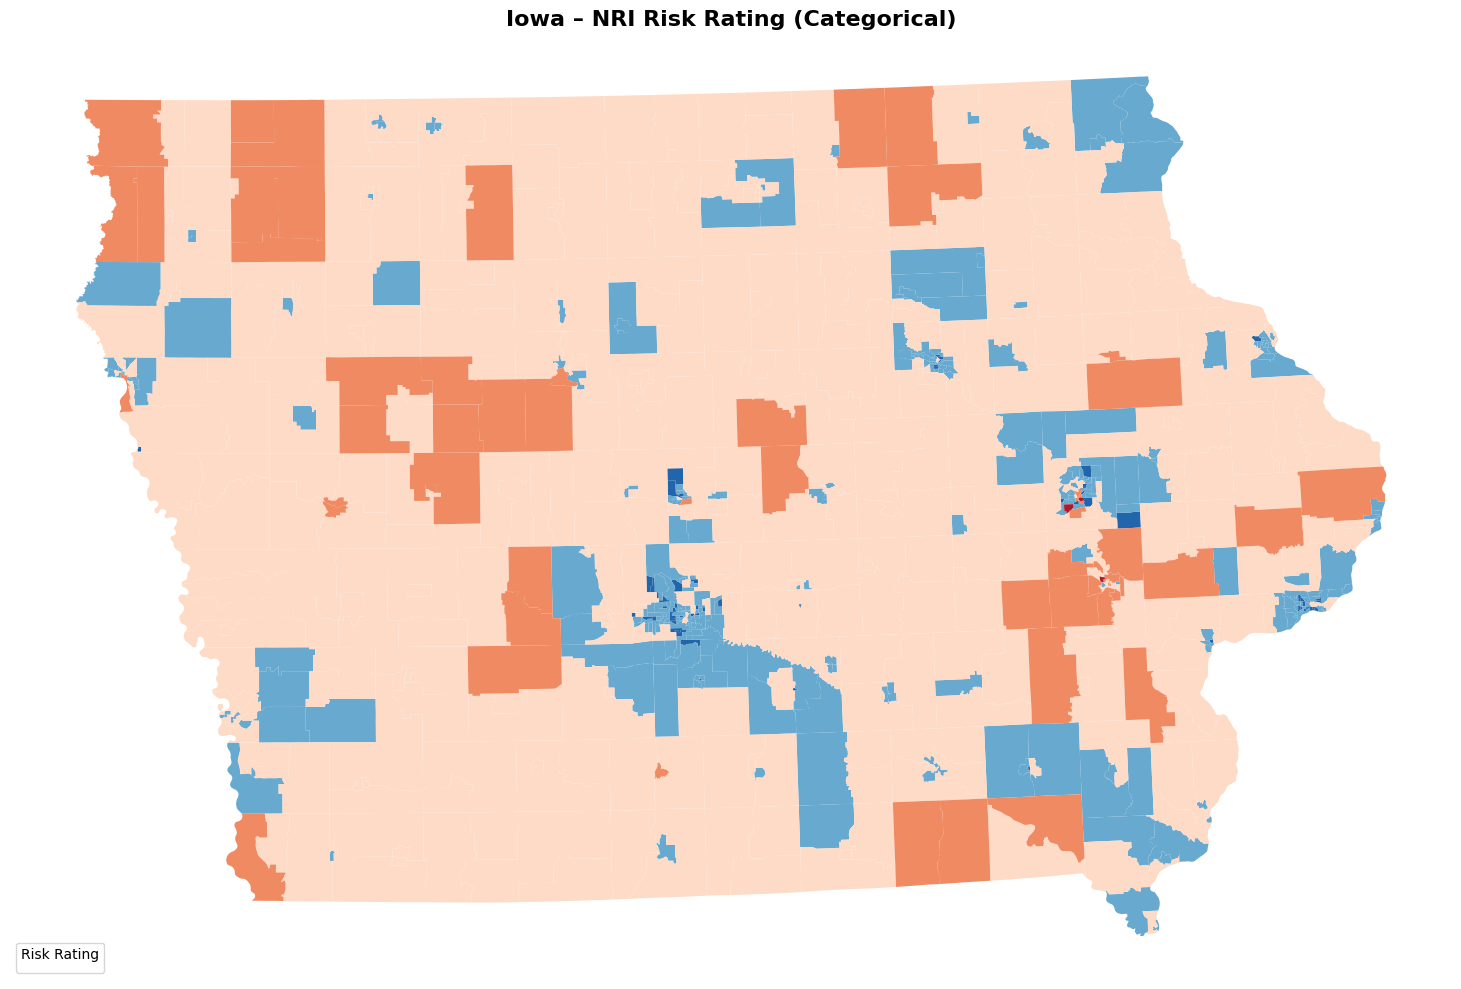 Iowa – NRI Risk Rating (Categorical)
Risk Rating